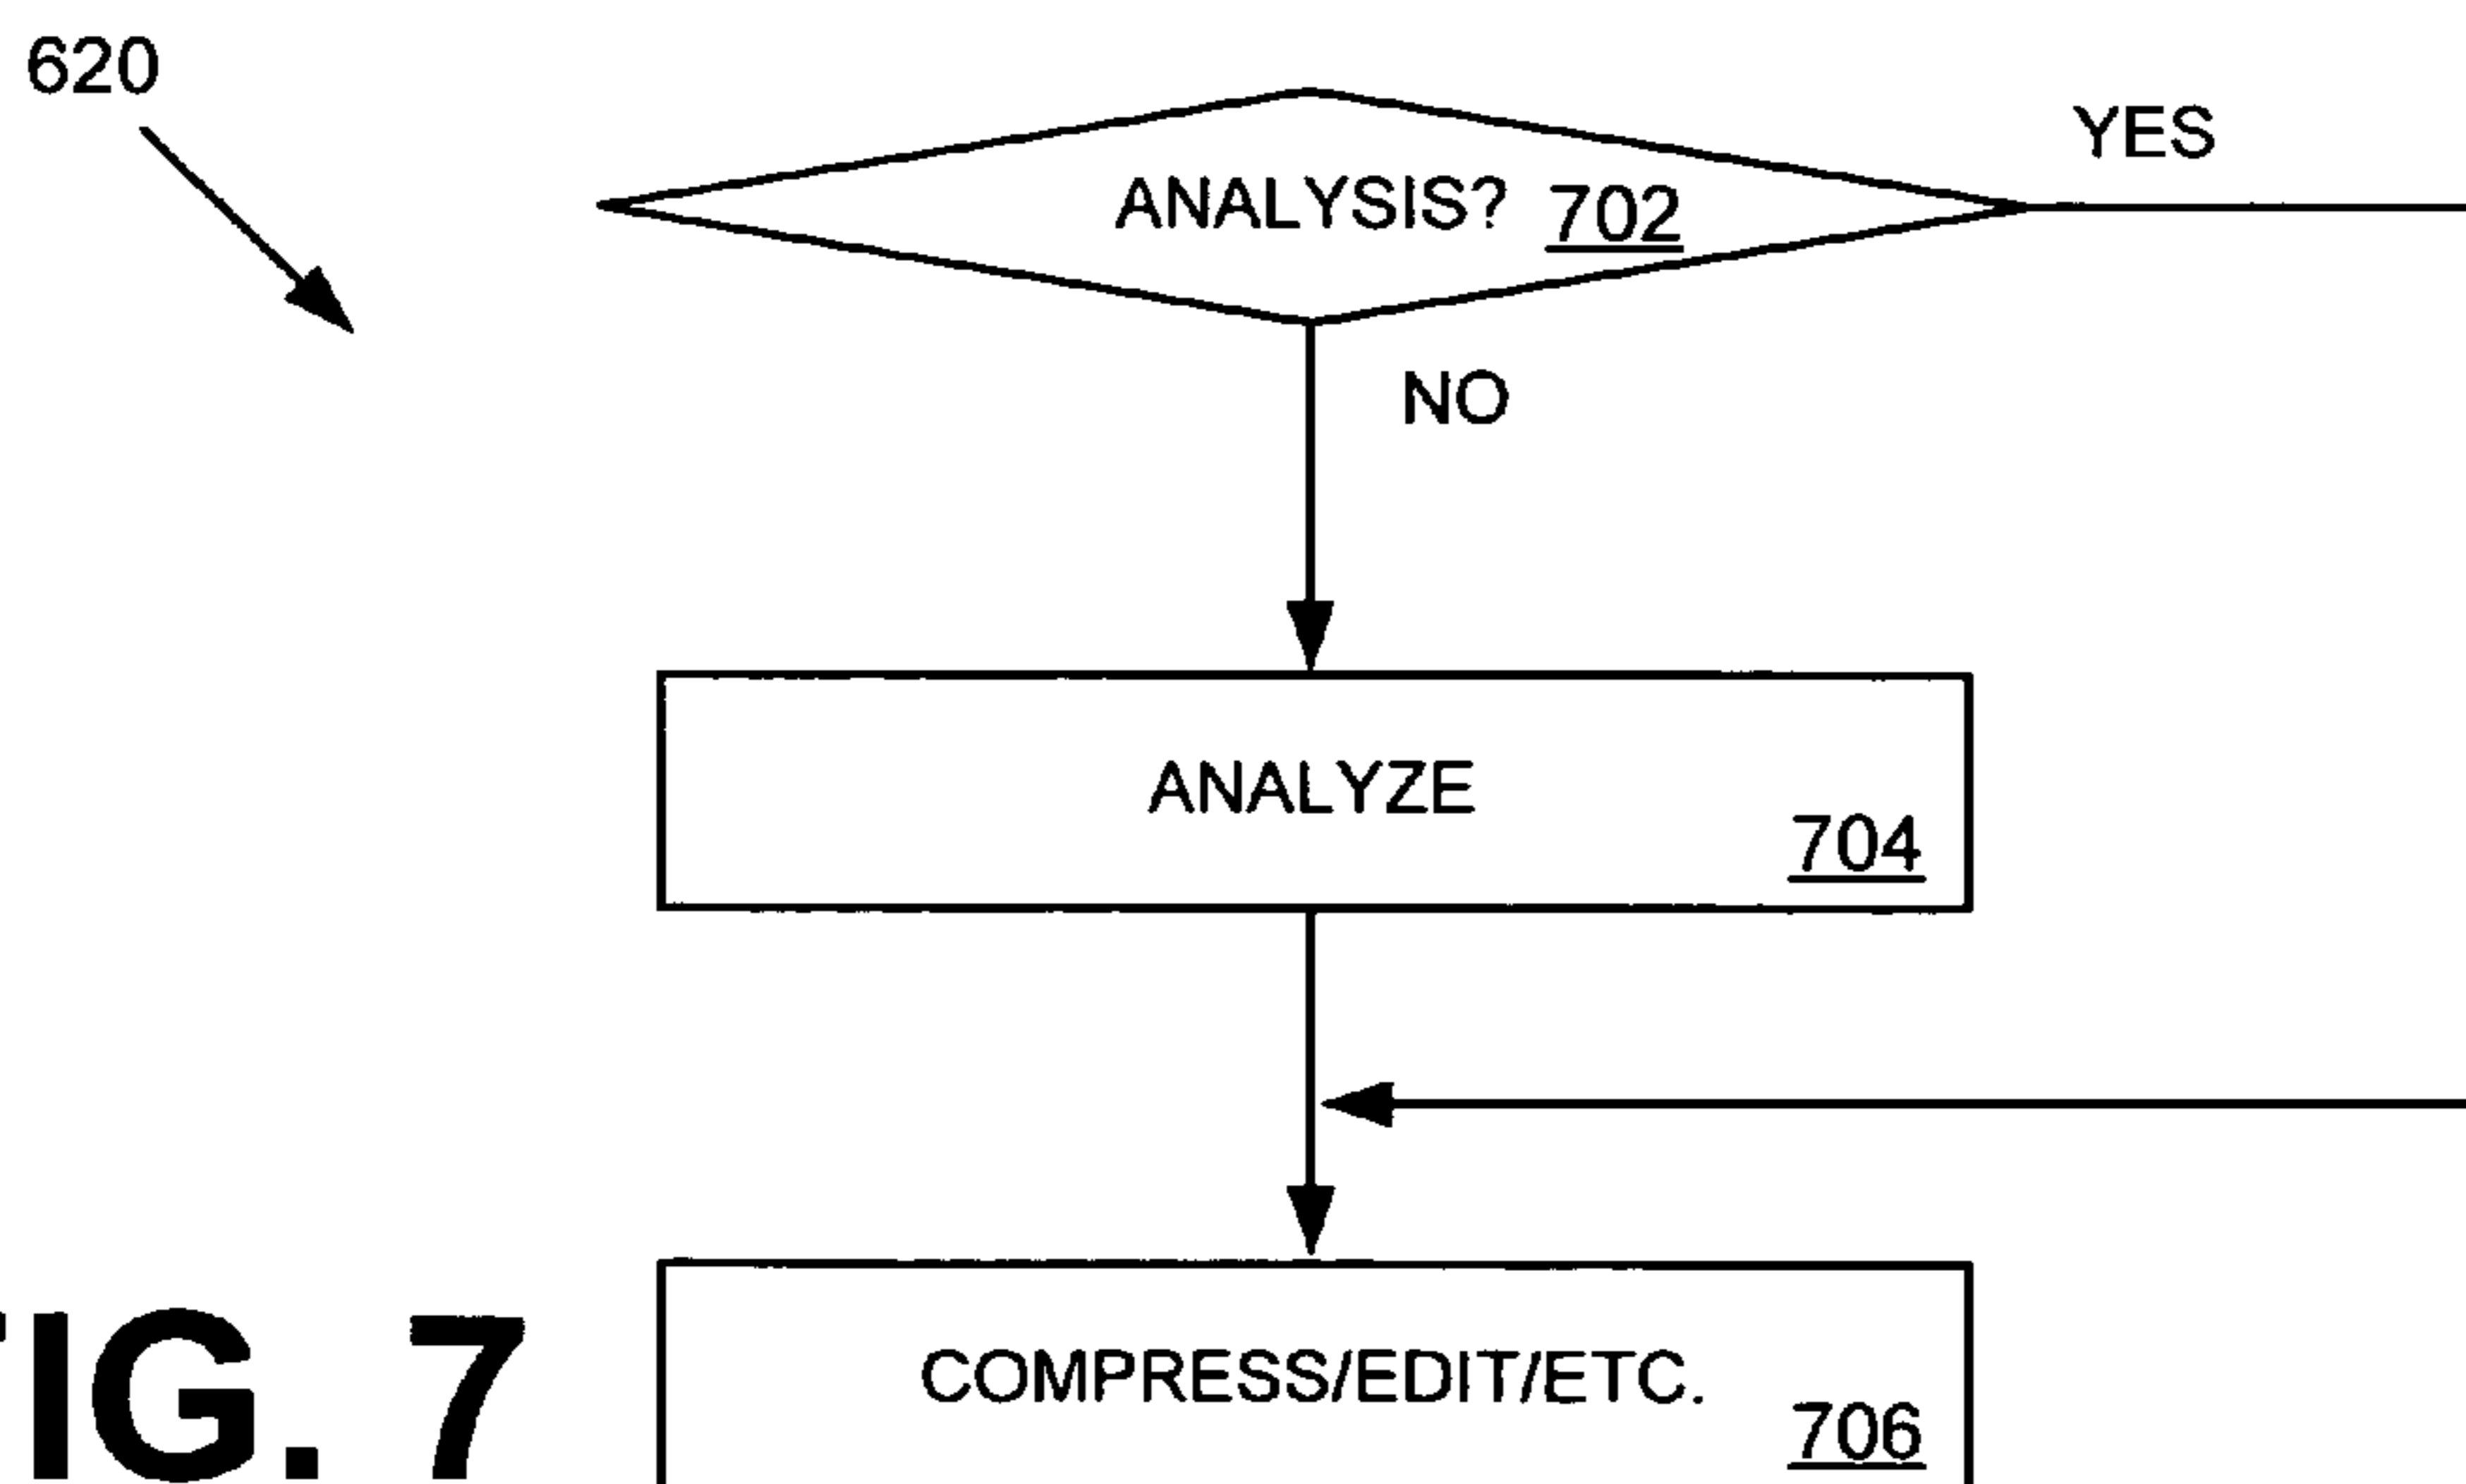 620
YES
ANALYSIS? 702
NO
ANALYZE
704
COMPRESS/EDIT/ETC.
706
IG. 7